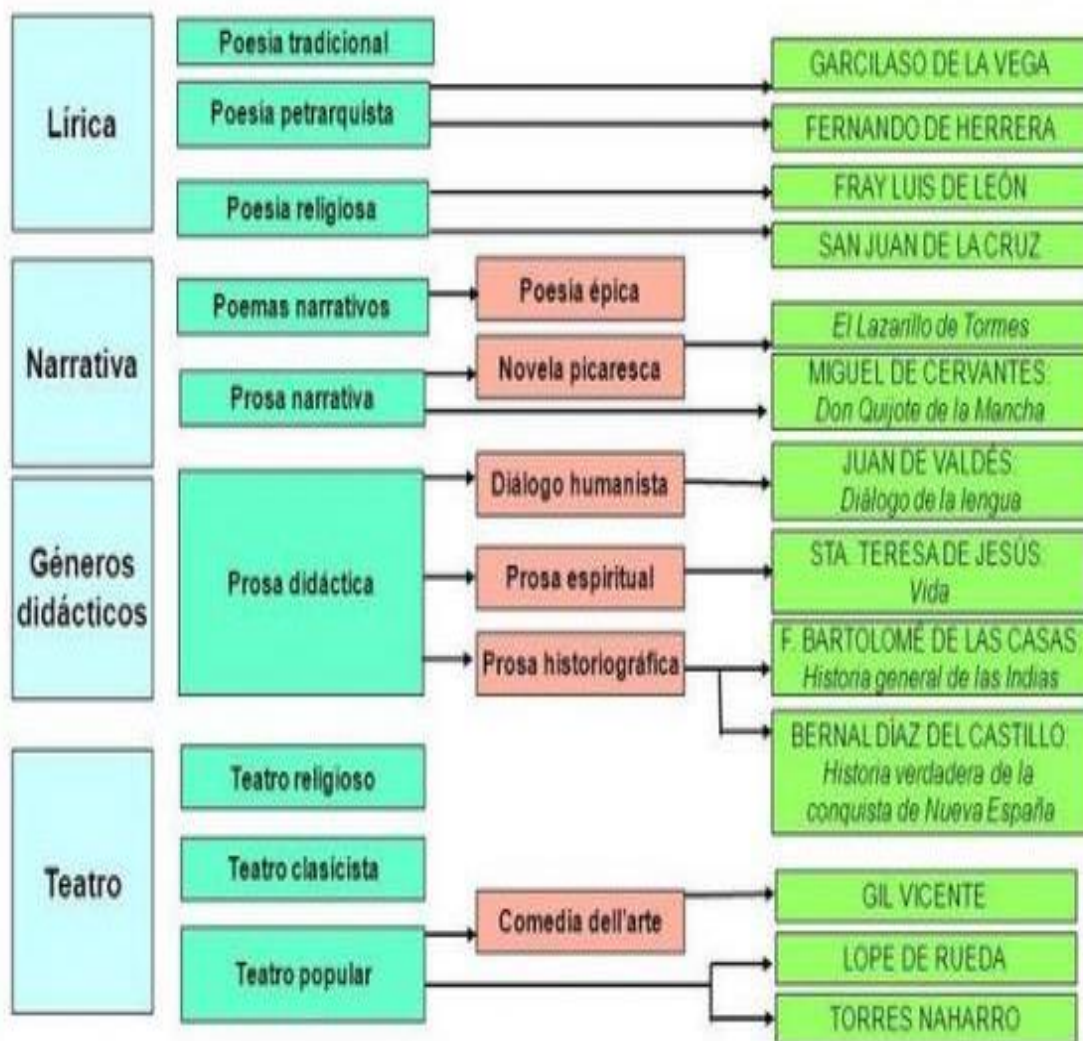 Lírica
Poesia tradicional
Poesía petrarquista
GARCILASO DE LA VEGA
FERNANDO DE HERRERA
Poesia religiosa
FRAY LUIS DE LEÓN
SAN JUAN DE LA CRUZ
Narrativa
Poemas narrativos
Poesía épica
Prosa narrativa
Novela picaresca
El Lazarillo de Tormes
MIGUEL DE CERVANTES:
Don Quijote de la Mancha
Géneros
didácticos
Prosa didáctica
Diálogo humanista
JUAN DE VALDÉS:
Diálogo de la lengua
Prosa espiritual
STA. TERESA DE JESÚS:
Vida
Prosa historiográfica
F. BARTOLOMÉ DE LAS CASAS:
Historia general de las Indias
BERNAL DÍAZ DEL CASTILLO:
Historia verdadera de la
conquista de Nueva España
Teatro
Teatro religioso
Teatro clasicista
Teatro popular
Comedia dell'arte
GIL VICENTE
LOPE DE RUEDA
TORRES NAHARRO